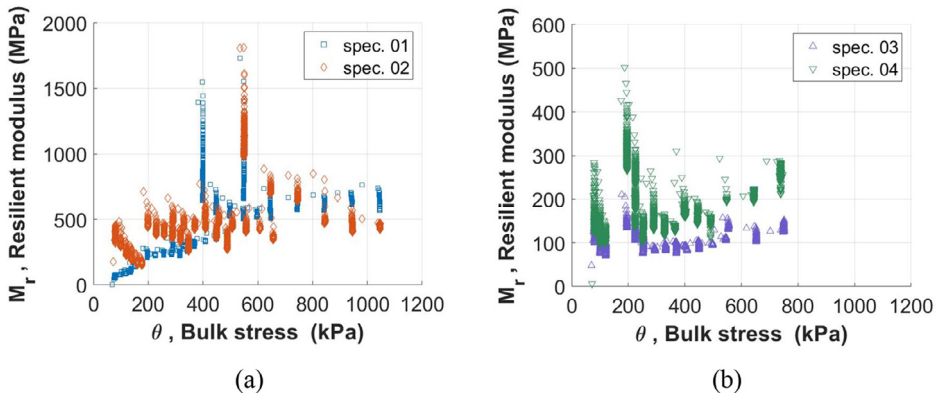 2000
1500
1000
500
0
M_r , Resilient modulus (MPa)
0 200 400 600 800 1000 1200
θ , Bulk stress (kPa)
spec. 01
spec. 02
(a)
600
500
400
300
200
100
0
M_r , Resilient modulus (MPa)
0 200 400 600 800 1000 1200
θ , Bulk stress (kPa)
spec. 03
spec. 04
(b)